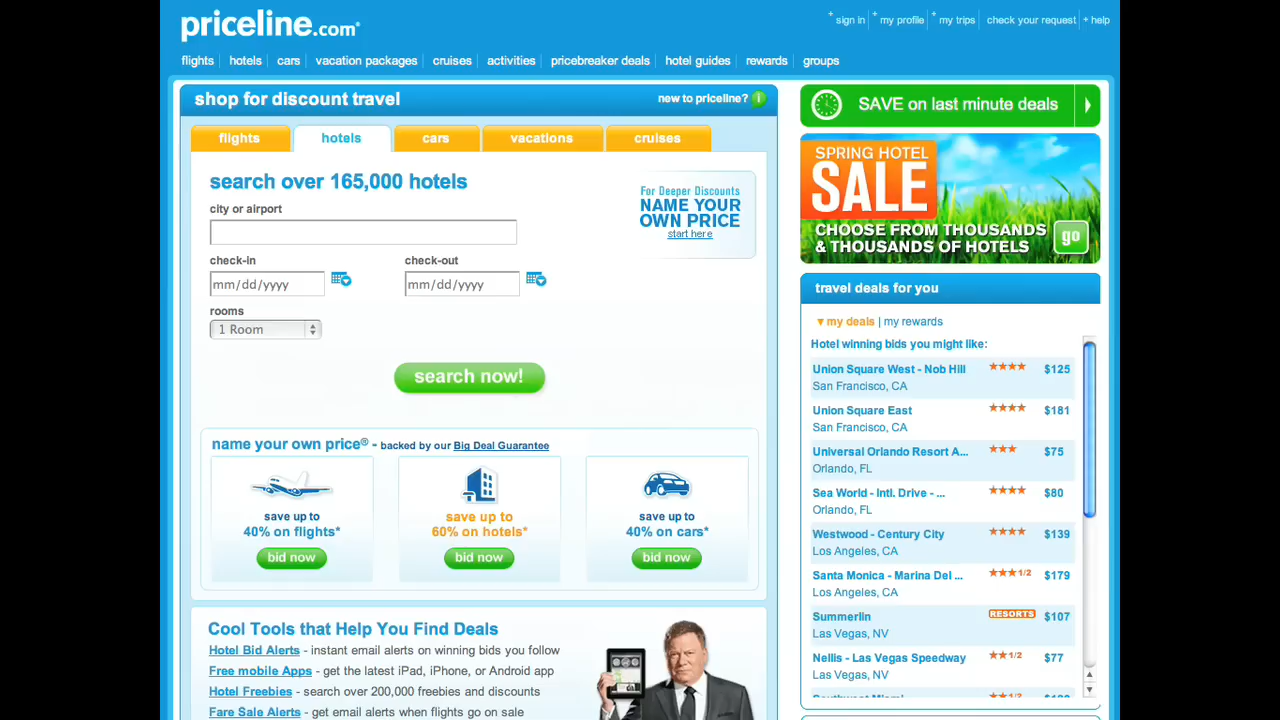 priceline.com®
+ sign in
+ my profile
+ my trips
check your request
+ help
flights
hotels
cars
vacation packages
cruises
activities
pricebreaker deals
hotel guides
rewards
groups
shop for discount travel
new to priceline? i
flights
hotels
cars
vacations
cruises
search over 165,000 hotels
For Deeper Discounts
NAME YOUR
OWN PRICE
start here
city or airport
check-in
check-out
mm/dd/yyyy
mm/dd/yyyy
rooms
1 Room
search now!
name your own price® - backed by our Big Deal Guarantee
save up to
40% on flights*
bid now
save up to
60% on hotels*
bid now
save up to
40% on cars*
bid now
Cool Tools that Help You Find Deals
Hotel Bid Alerts - instant email alerts on winning bids you follow
Free mobile Apps - get the latest iPad, iPhone, or Android app
Hotel Freebies - search over 200,000 freebies and discounts
Fare Sale Alerts - get email alerts when flights go on sale
SAVE on last minute deals
SPRING HOTEL
SALE
CHOOSE FROM THOUSANDS
& THOUSANDS OF HOTELS
go
travel deals for you
my deals | my rewards
Hotel winning bids you might like:
Union Square West - Nob Hill $125
San Francisco, CA
Union Square East $181
San Francisco, CA
Universal Orlando Resort A... $75
Orlando, FL
Sea World - Intl. Drive - ... $80
Orlando, FL
Westwood - Century City $139
Los Angeles, CA
Santa Monica - Marina Del ... 1/2 $179
Los Angeles, CA
Summerlin RESORTS $107
Las Vegas, NV
Nellis - Las Vegas Speedway 1/2 $77
Las Vegas, NV